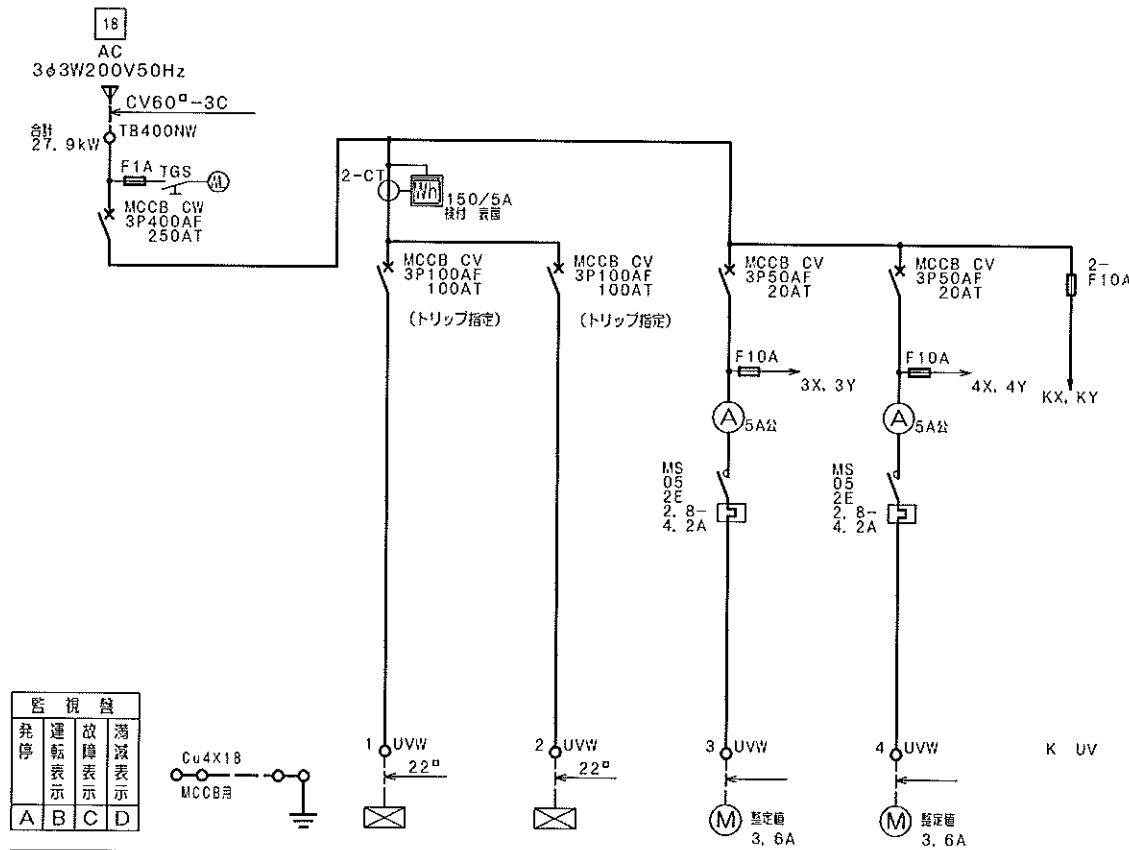 18
AC
3φ3W200V50Hz
CV60□-3C
合計
27.9kW
TB400NW
F1A
TGS
MCCB CW
3P400AF
250AT
2-CT
Wh
150/5A
検付 表面
MCCB CV
3P100AF
100AT
(トリップ指定)
MCCB CV
3P100AF
100AT
(トリップ指定)
MCCB CV
3P50AF
20AT
MCCB CV
3P50AF
20AT
2-
F10A
F10A
3X, 3Y
F10A
4X, 4Y
KX, KY
A
5A公
A
5A公
MS
05
2E
2.8-
4.2A
MS
05
2E
2.8-
4.2A
監視盤
発停
運転表示
故障表示
満減表示
A B C D
Cu4X18
MCCB用
1 UVW
22□
2 UVW
22□
3 UVW
4 UVW
K UV
M
整定値
3,6A
M
整定値
3,6A